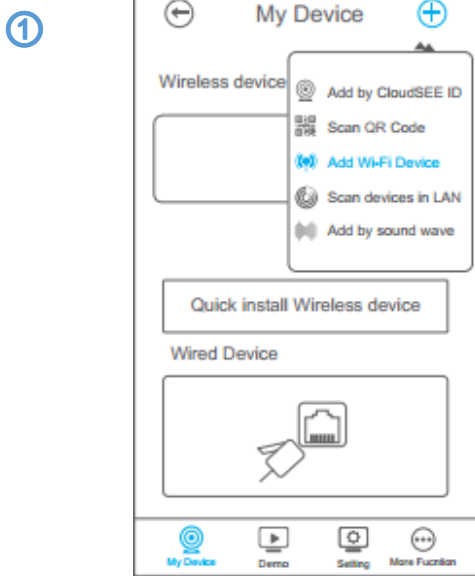 ①
My Device
Wireless device
Add by CloudSEE ID
Scan QR Code
Add Wi-Fi Device
Scan devices in LAN
Add by sound wave
Quick install Wireless device
Wired Device
My Device Demo Setting More Fucntion